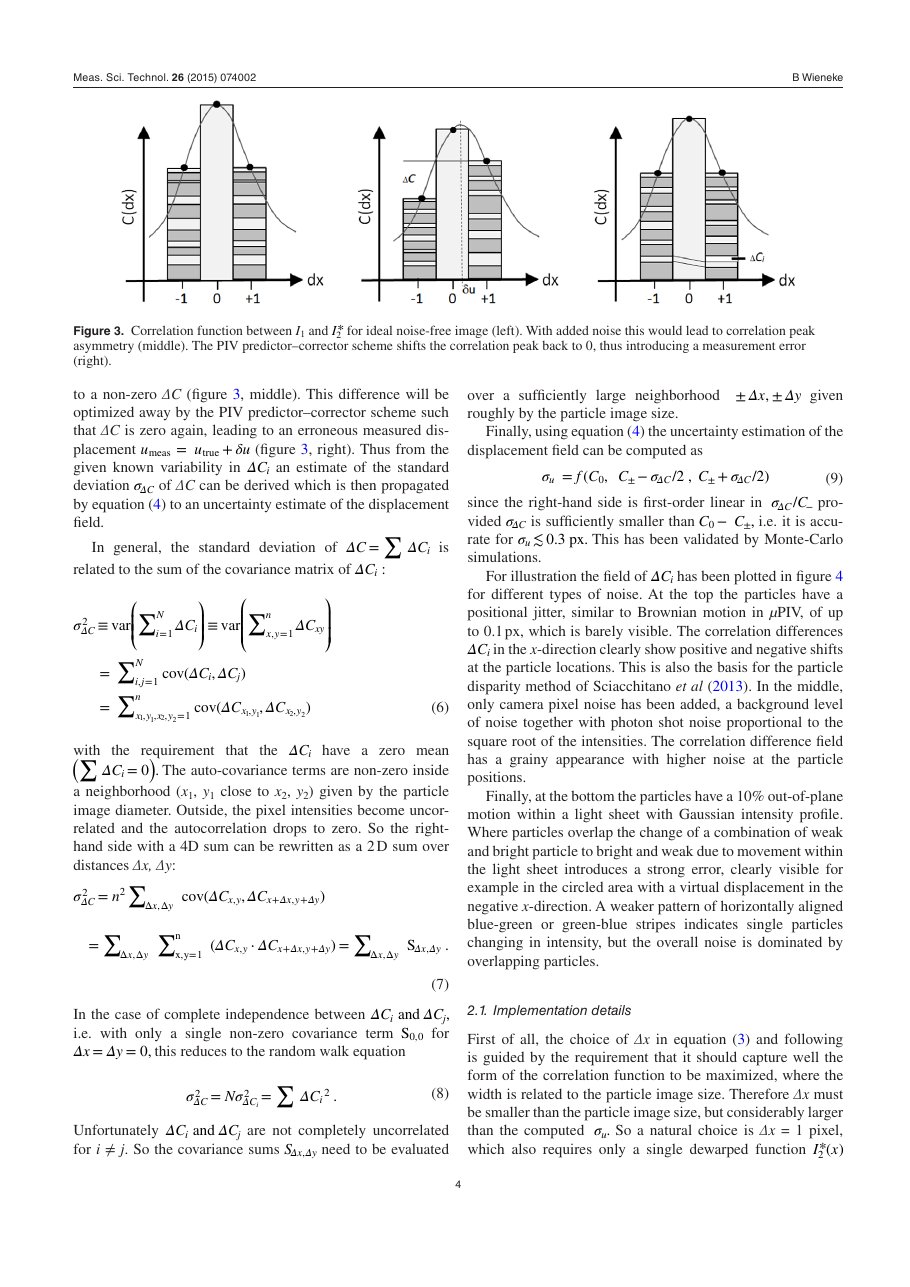 Meas. Sci. Technol. 26 (2015) 074002
B Wieneke
C(dx)
dx
-1 0 +1
C(dx)
ΔC
δu
dx
-1 0 +1
C(dx)
ΔCi
dx
-1 0 +1
Figure 3. Correlation function between I1 and I2* for ideal noise-free image (left). With added noise this would lead to correlation peak
asymmetry (middle). The PIV predictor–corrector scheme shifts the correlation peak back to 0, thus introducing a measurement error
(right).
to a non-zero ΔC (figure 3, middle). This difference will be
optimized away by the PIV predictor–corrector scheme such
that ΔC is zero again, leading to an erroneous measured dis-
placement umeas = utrue + δu (figure 3, right). Thus from the
given known variability in ΔCi an estimate of the standard
deviation σΔC of ΔC can be derived which is then propagated
by equation (4) to an uncertainty estimate of the displacement
field.
In general, the standard deviation of ΔC = ∑ ΔCi is
related to the sum of the covariance matrix of ΔCi :
σ²ΔC ≡ var(∑i=1^N ΔCi) ≡ var(∑x,y=1^n ΔCxy)
= ∑i,j=1^N cov(ΔCi, ΔCj)
= ∑x1,y1,x2,y2=1^n cov(ΔCx1,y1, ΔCx2,y2) (6)
with the requirement that the ΔCi have a zero mean
(∑ ΔCi = 0). The auto-covariance terms are non-zero inside
a neighborhood (x1, y1 close to x2, y2) given by the particle
image diameter. Outside, the pixel intensities become uncor-
related and the autocorrelation drops to zero. So the right-
hand side with a 4D sum can be rewritten as a 2D sum over
distances Δx, Δy:
σ²ΔC = n² ∑Δx,Δy cov(ΔCx,y, ΔCx+Δx,y+Δy)
= ∑Δx,Δy ∑x,y=1^n (ΔCx,y · ΔCx+Δx,y+Δy) = ∑Δx,Δy SΔx,Δy .
(7)
In the case of complete independence between ΔCi and ΔCj,
i.e. with only a single non-zero covariance term S0,0 for
Δx = Δy = 0, this reduces to the random walk equation
σ²ΔC = Nσ²ΔCi = ∑ ΔCi² . (8)
Unfortunately ΔCi and ΔCj are not completely uncorrelated
for i ≠ j. So the covariance sums SΔx,Δy need to be evaluated
over a sufficiently large neighborhood ± Δx, ± Δy given
roughly by the particle image size.
Finally, using equation (4) the uncertainty estimation of the
displacement field can be computed as
σu = f(C0, C± − σΔC/2 , C± + σΔC/2) (9)
since the right-hand side is first-order linear in σΔC/C− pro-
vided σΔC is sufficiently smaller than C0 − C±, i.e. it is accu-
rate for σu ≲ 0.3 px. This has been validated by Monte-Carlo
simulations.
For illustration the field of ΔCi has been plotted in figure 4
for different types of noise. At the top the particles have a
positional jitter, similar to Brownian motion in μPIV, of up
to 0.1 px, which is barely visible. The correlation differences
ΔCi in the x-direction clearly show positive and negative shifts
at the particle locations. This is also the basis for the particle
disparity method of Sciacchitano et al (2013). In the middle,
only camera pixel noise has been added, a background level
of noise together with photon shot noise proportional to the
square root of the intensities. The correlation difference field
has a grainy appearance with higher noise at the particle
positions.
Finally, at the bottom the particles have a 10% out-of-plane
motion within a light sheet with Gaussian intensity profile.
Where particles overlap the change of a combination of weak
and bright particle to bright and weak due to movement within
the light sheet introduces a strong error, clearly visible for
example in the circled area with a virtual displacement in the
negative x-direction. A weaker pattern of horizontally aligned
blue-green or green-blue stripes indicates single particles
changing in intensity, but the overall noise is dominated by
overlapping particles.
2.1. Implementation details
First of all, the choice of Δx in equation (3) and following
is guided by the requirement that it should capture well the
form of the correlation function to be maximized, where the
width is related to the particle image size. Therefore Δx must
be smaller than the particle image size, but considerably larger
than the computed σu. So a natural choice is Δx = 1 pixel,
which also requires only a single dewarped function I2*(x)
4